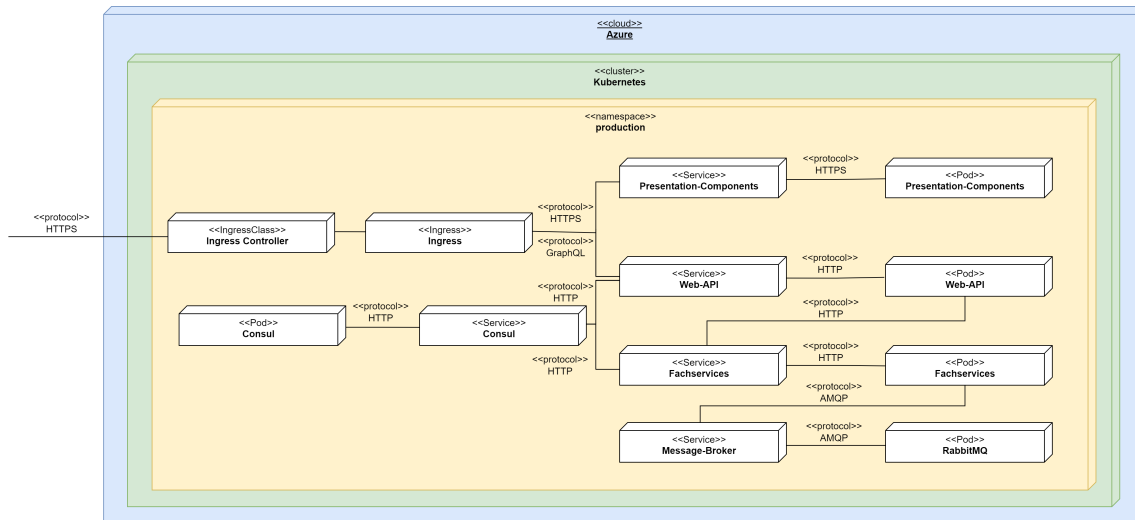 <<cloud>>
Azure
<<cluster>>
Kubernetes
<<namespace>>
production
<<protocol>>
HTTPS
<<IngressClass>>
Ingress Controller
<<Ingress>>
Ingress
<<protocol>>
HTTPS
<<protocol>>
GraphQL
<<Service>>
Presentation-Components
<<protocol>>
HTTPS
<<Pod>>
Presentation-Components
<<Service>>
Web-API
<<protocol>>
HTTP
<<Pod>>
Web-API
<<Pod>>
Consul
<<protocol>>
HTTP
<<Service>>
Consul
<<protocol>>
HTTP
<<protocol>>
HTTP
<<protocol>>
HTTP
<<Service>>
Fachservices
<<protocol>>
HTTP
<<Pod>>
Fachservices
<<protocol>>
AMQP
<<Service>>
Message-Broker
<<protocol>>
AMQP
<<Pod>>
RabbitMQ